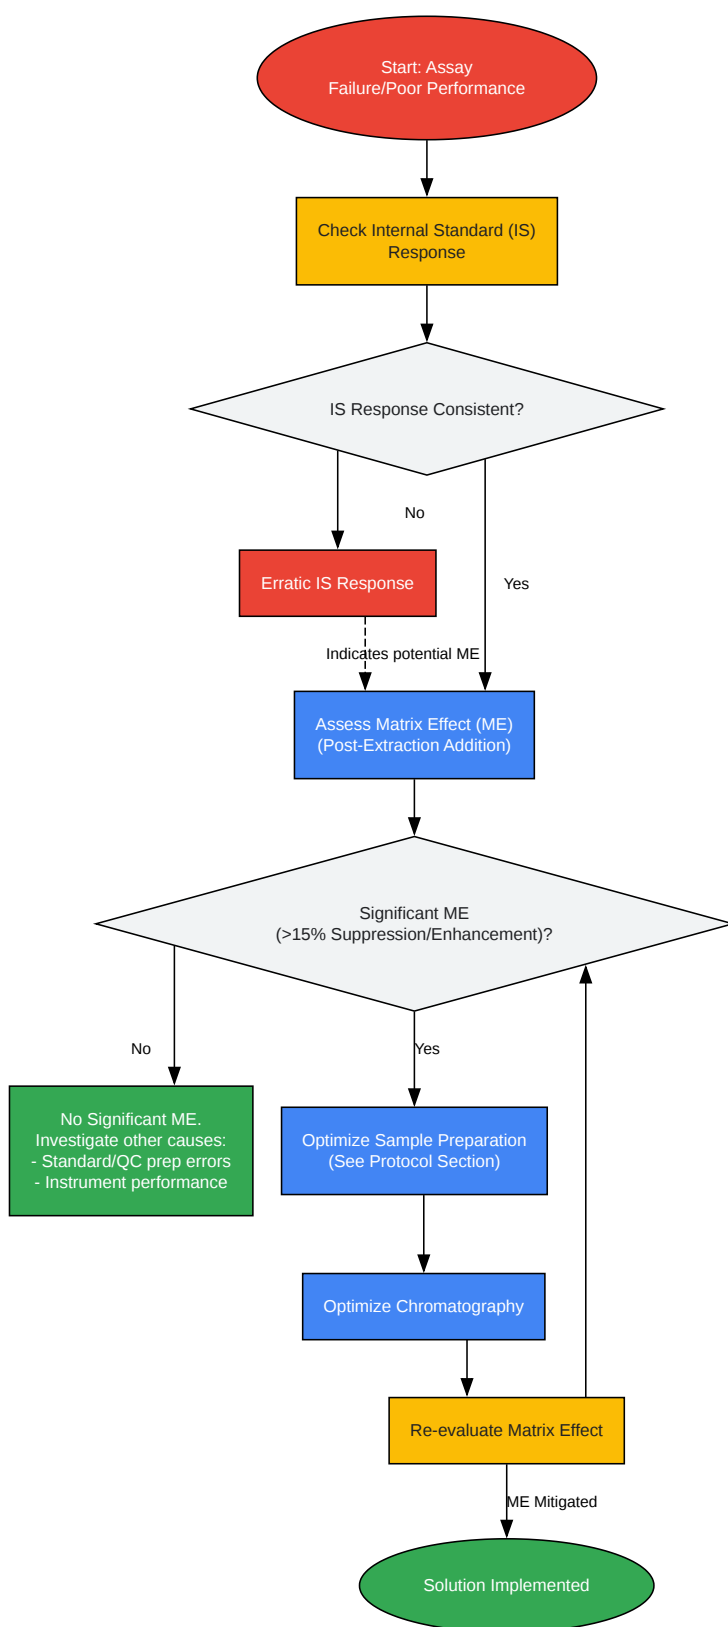 Start: Assay
Failure/Poor Performance
Check Internal Standard (IS)
Response
IS Response Consistent?
No
Erratic IS Response
Yes
Indicates potential ME
Assess Matrix Effect (ME)
(Post-Extraction Addition)
Significant ME
(>15% Suppression/Enhancement)?
No
Yes
No Significant ME.
Investigate other causes:
- Standard/QC prep errors
- Instrument performance
Optimize Sample Preparation
(See Protocol Section)
Optimize Chromatography
Re-evaluate Matrix Effect
ME Mitigated
Solution Implemented